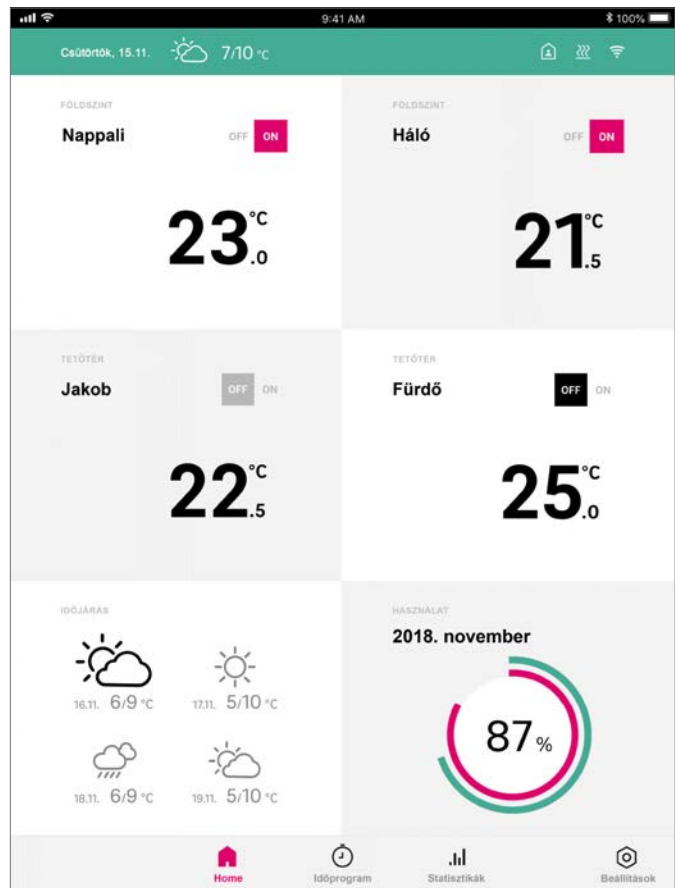 9:41 AM 100%
Csütörtök, 15.11. 7/10 °C
FÖLDSZINT
Nappali OFF ON
23.0 °C
FÖLDSZINT
Háló OFF ON
21.5 °C
TETŐTÉR
Jakob OFF ON
22.5 °C
TETŐTÉR
Fürdő OFF ON
25.0 °C
IDŐJÁRÁS
16.11. 6/9 °C 17.11. 5/10 °C
18.11. 6/9 °C 19.11. 5/10 °C
HASZNÁLAT
2018. november
87%
Home Időprogram Statisztikák Beállítások